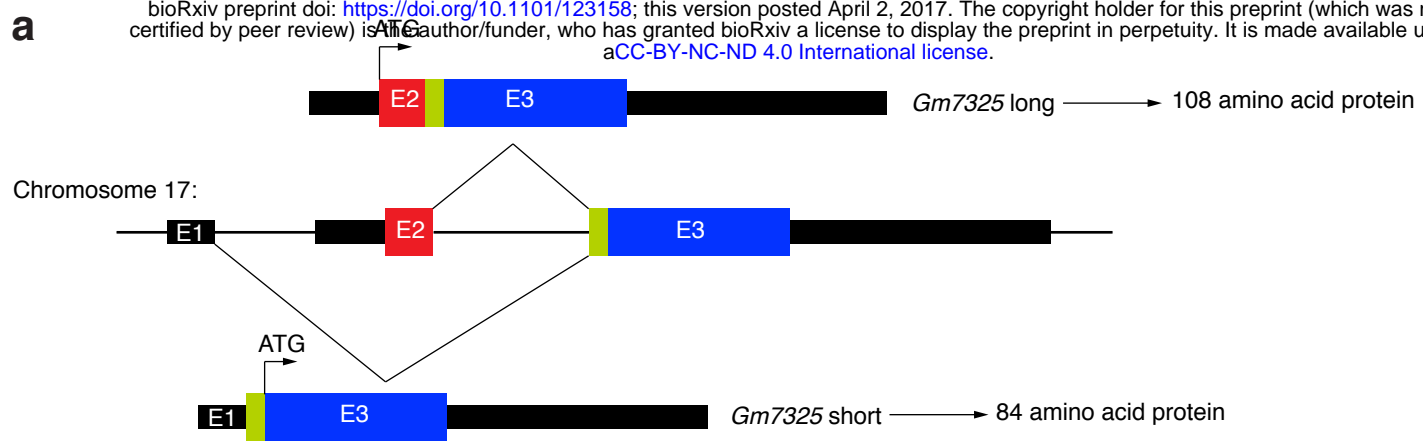 bioRxiv preprint doi: https://doi.org/10.1101/123158; this version posted April 2, 2017. The copyright holder for this preprint (which was
certified by peer review) is the author/funder, who has granted bioRxiv a license to display the preprint in perpetuity. It is made available
aCC-BY-NC-ND 4.0 International license.
a
ATG
E2 E3 Gm7325 long 108 amino acid protein
Chromosome 17:
E1 E2 E3
ATG
E1 E3 Gm7325 short 84 amino acid protein